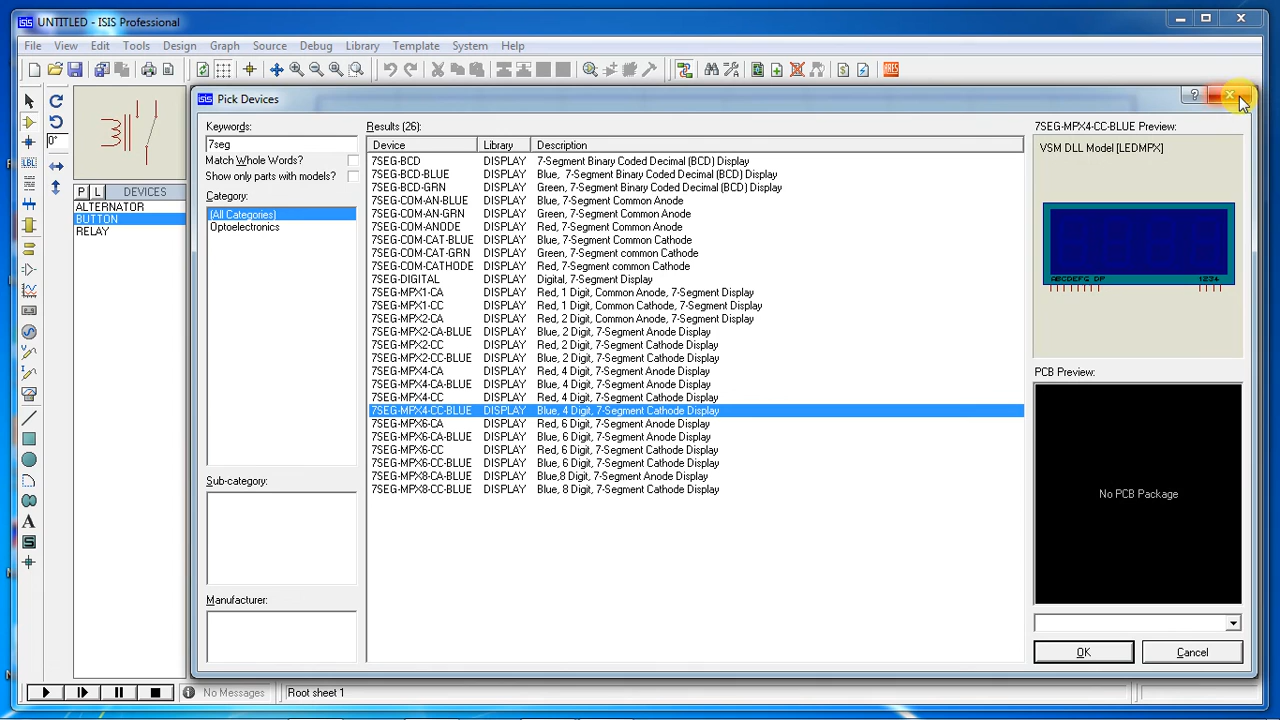 UNTITLED - ISIS Professional
File View Edit Tools Design Graph Source Debug Library Template System Help
Pick Devices
Keywords:
7seg
Match Whole Words?
Show only parts with models?
Category:
(All Categories)
Optoelectronics
Sub-category:
Manufacturer:
0°
P L DEVICES
ALTERNATOR
BUTTON
RELAY
Results (26):
Device Library Description
7SEG-BCD DISPLAY 7-Segment Binary Coded Decimal (BCD) Display
7SEG-BCD-BLUE DISPLAY Blue, 7-Segment Binary Coded Decimal (BCD) Display
7SEG-BCD-GRN DISPLAY Green, 7-Segment Binary Coded Decimal (BCD) Display
7SEG-COM-AN-BLUE DISPLAY Blue, 7-Segment Common Anode
7SEG-COM-AN-GRN DISPLAY Green, 7-Segment Common Anode
7SEG-COM-ANODE DISPLAY Red, 7-Segment Common Anode
7SEG-COM-CAT-BLUE DISPLAY Blue, 7-Segment Common Cathode
7SEG-COM-CAT-GRN DISPLAY Green, 7-Segment common Cathode
7SEG-COM-CATHODE DISPLAY Red, 7-Segment common Cathode
7SEG-DIGITAL DISPLAY Digital, 7-Segment Display
7SEG-MPX1-CA DISPLAY Red, 1 Digit, Common Anode, 7-Segment Display
7SEG-MPX1-CC DISPLAY Red, 1 Digit, Common Cathode, 7-Segment Display
7SEG-MPX2-CA DISPLAY Red, 2 Digit, Common Anode, 7-Segment Display
7SEG-MPX2-CA-BLUE DISPLAY Blue, 2 Digit, 7-Segment Anode Display
7SEG-MPX2-CC DISPLAY Red, 2 Digit, 7-Segment Cathode Display
7SEG-MPX2-CC-BLUE DISPLAY Blue, 2 Digit, 7-Segment Cathode Display
7SEG-MPX4-CA DISPLAY Red, 4 Digit, 7-Segment Anode Display
7SEG-MPX4-CA-BLUE DISPLAY Blue, 4 Digit, 7-Segment Anode Display
7SEG-MPX4-CC DISPLAY Red, 4 Digit, 7-Segment Cathode Display
7SEG-MPX4-CC-BLUE DISPLAY Blue, 4 Digit, 7-Segment Cathode Display
7SEG-MPX6-CA DISPLAY Red, 6 Digit, 7-Segment Anode Display
7SEG-MPX6-CA-BLUE DISPLAY Blue, 6 Digit, 7-Segment Anode Display
7SEG-MPX6-CC DISPLAY Red, 6 Digit, 7-Segment Cathode Display
7SEG-MPX6-CC-BLUE DISPLAY Blue, 6 Digit, 7-Segment Cathode Display
7SEG-MPX8-CA-BLUE DISPLAY Blue,8 Digit, 7-Segment Anode Display
7SEG-MPX8-CC-BLUE DISPLAY Blue, 8 Digit, 7-Segment Cathode Display
7SEG-MPX4-CC-BLUE Preview:
VSM DLL Model [LEDMPX]
ABCDEFG DP 1234
PCB Preview:
No PCB Package
OK Cancel
No Messages Root sheet 1